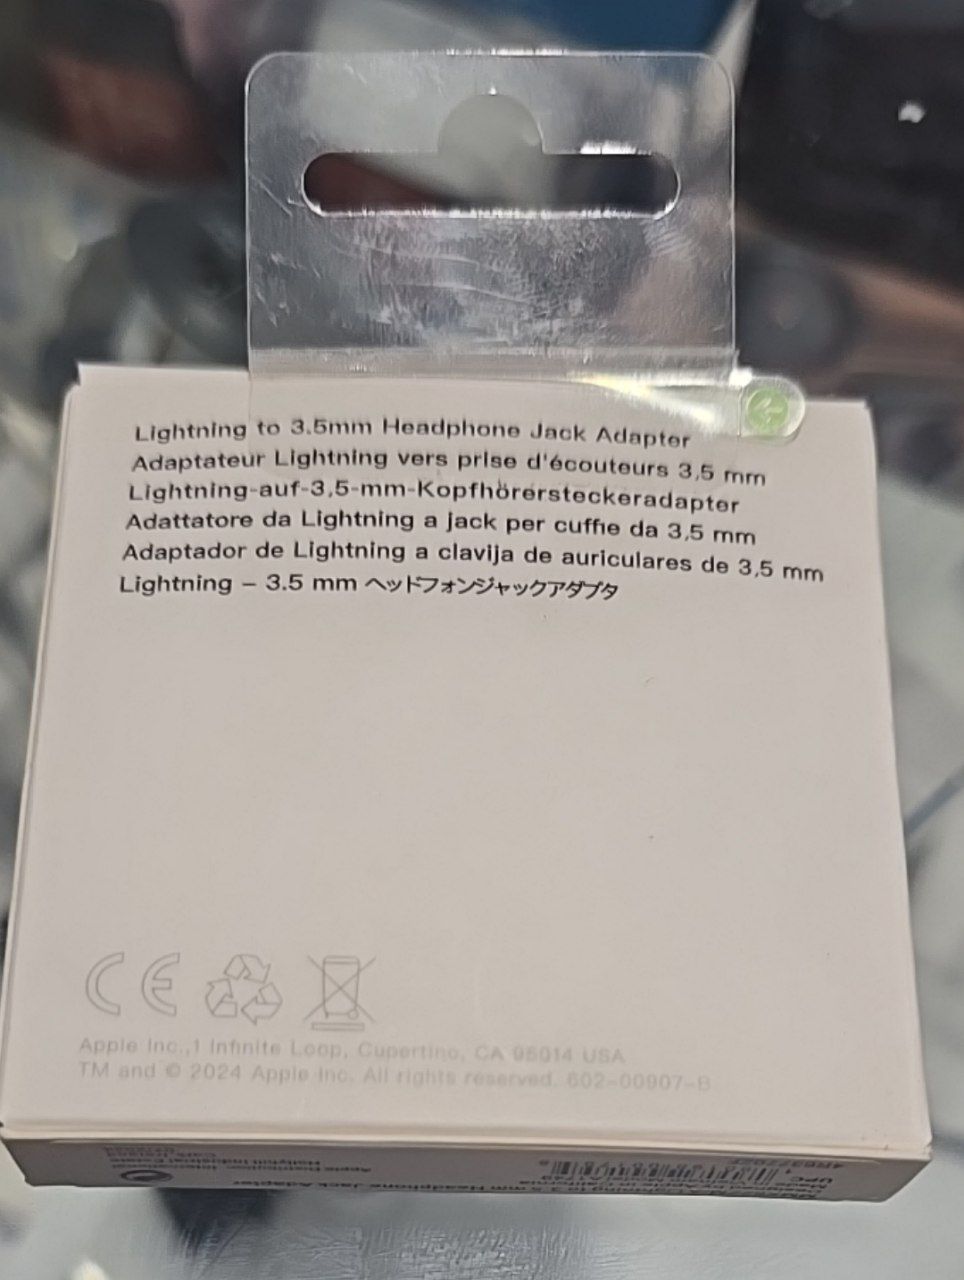 Lightning to 3.5mm Headphone Jack Adapter
Adaptateur Lightning vers prise d'écouteurs 3,5 mm
Lightning-auf-3,5-mm-Kopfhörersteckeradapter
Adattatore da Lightning a jack per cuffie da 3,5 mm
Adaptador de Lightning a clavija de auriculares de 3,5 mm
Lightning – 3.5 mm ヘッドフォンジャックアダプタ
CE
Apple Inc.,1 Infinite Loop, Cupertino, CA 95014 USA
TM and © 2024 Apple Inc. All rights reserved. 602-00907-B